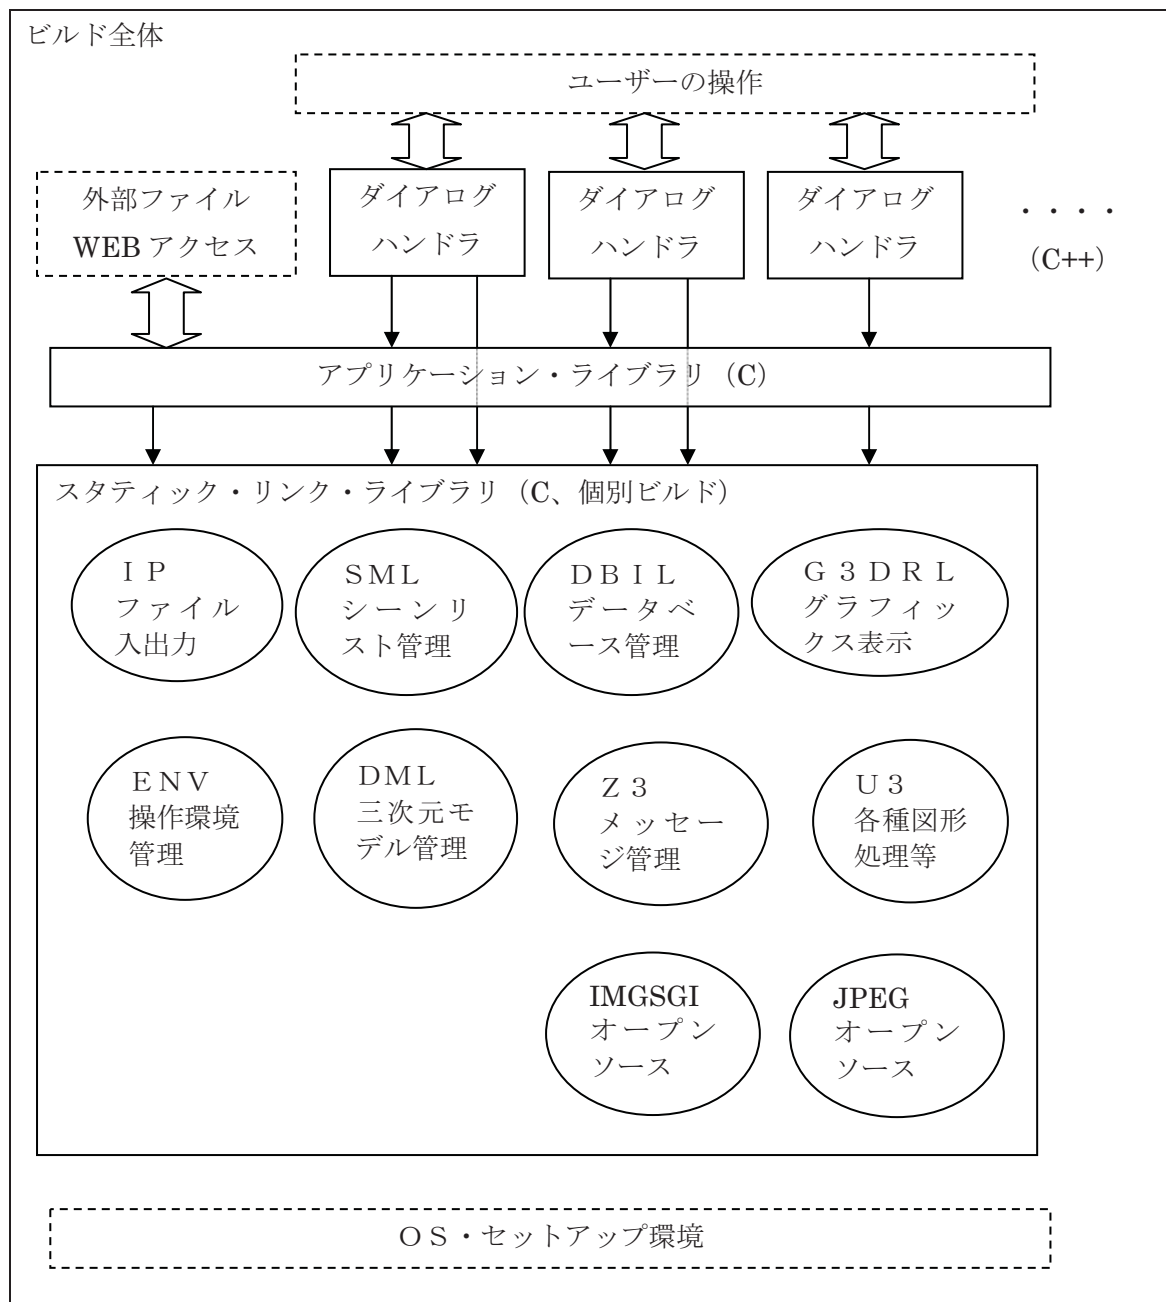 ビルド全体
ユーザーの操作
外部ファイル
WEB アクセス
ダイアログ
ハンドラ
ダイアログ
ハンドラ
ダイアログ
ハンドラ
・・・・
（C++）
アプリケーション・ライブラリ（C）
スタティック・リンク・ライブラリ（C、個別ビルド）
ＩＰ
ファイル
入出力
ＳＭＬ
シーンリ
スト管理
ＤＢＩＬ
データベ
ース管理
Ｇ３ＤＲＬ
グラフィッ
クス表示
ＥＮＶ
操作環境
管理
ＤＭＬ
三次元モ
デル管理
Ｚ３
メッセー
ジ管理
Ｕ３
各種図形
処理等
IMGSGI
オープン
ソース
JPEG
オープン
ソース
ＯＳ・セットアップ環境